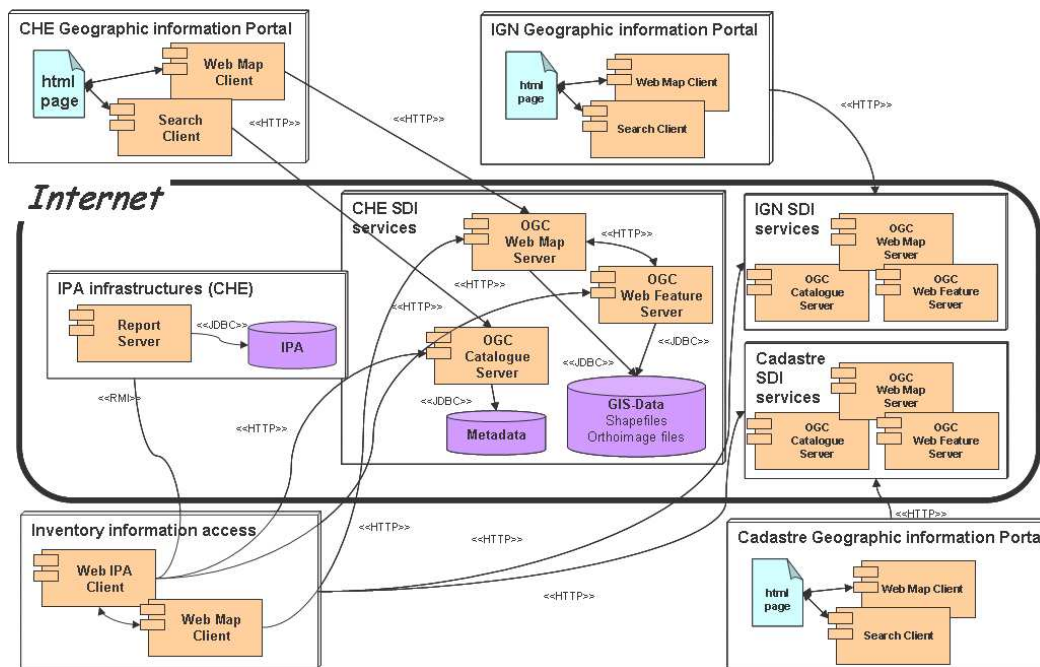 CHE Geographic information Portal
html
page
Web Map
Client
Search
Client
<<HTTP>>
<<HTTP>>
IGN Geographic information Portal
html
page
Web Map Client
Search Client
<<HTTP>>
Internet
CHE SDI
services
OGC
Web Map
Server
<<HTTP>>
OGC
Web Feature
Server
<<HTTP>>
<<HTTP>>
OGC
Catalogue
Server
<<JDBC>>
<<JDBC>>
<<JDBC>>
Metadata
GIS-Data
Shapefiles
Orthoimage files
IGN SDI
services
OGC
Web Map
Server
OGC
Catalogue
Server
OGC
Web Feature
Server
Cadastre
SDI
services
OGC
Web Map
Server
OGC
Catalogue
Server
OGC
Web Feature
Server
IPA infrastructures (CHE)
Report
Server
<<JDBC>>
IPA
<<RMI>>
<<HTTP>>
<<HTTP>>
<<HTTP>>
<<HTTP>>
<<HTTP>>
Inventory information access
Web IPA
Client
Web Map
Client
Cadastre Geographic information Portal
html
page
Web Map Client
Search Client